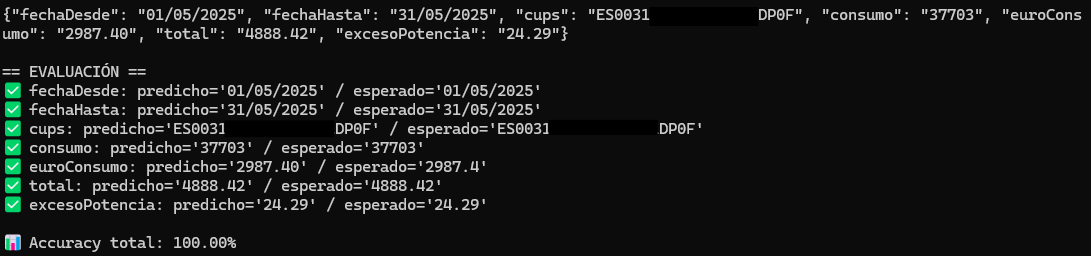 {"fechaDesde": "01/05/2025", "fechaHasta": "31/05/2025", "cups": "ES0031 DP0F", "consumo": "37703", "euroCons
umo": "2987.40", "total": "4888.42", "excesoPotencia": "24.29"}
== EVALUACIÓN ==
✅ fechaDesde: predicho='01/05/2025' / esperado='01/05/2025'
✅ fechaHasta: predicho='31/05/2025' / esperado='31/05/2025'
✅ cups: predicho='ES0031 DP0F' / esperado='ES0031 DP0F'
✅ consumo: predicho='37703' / esperado='37703'
✅ euroConsumo: predicho='2987.40' / esperado='2987.4'
✅ total: predicho='4888.42' / esperado='4888.42'
✅ excesoPotencia: predicho='24.29' / esperado='24.29'
📊 Accuracy total: 100.00%